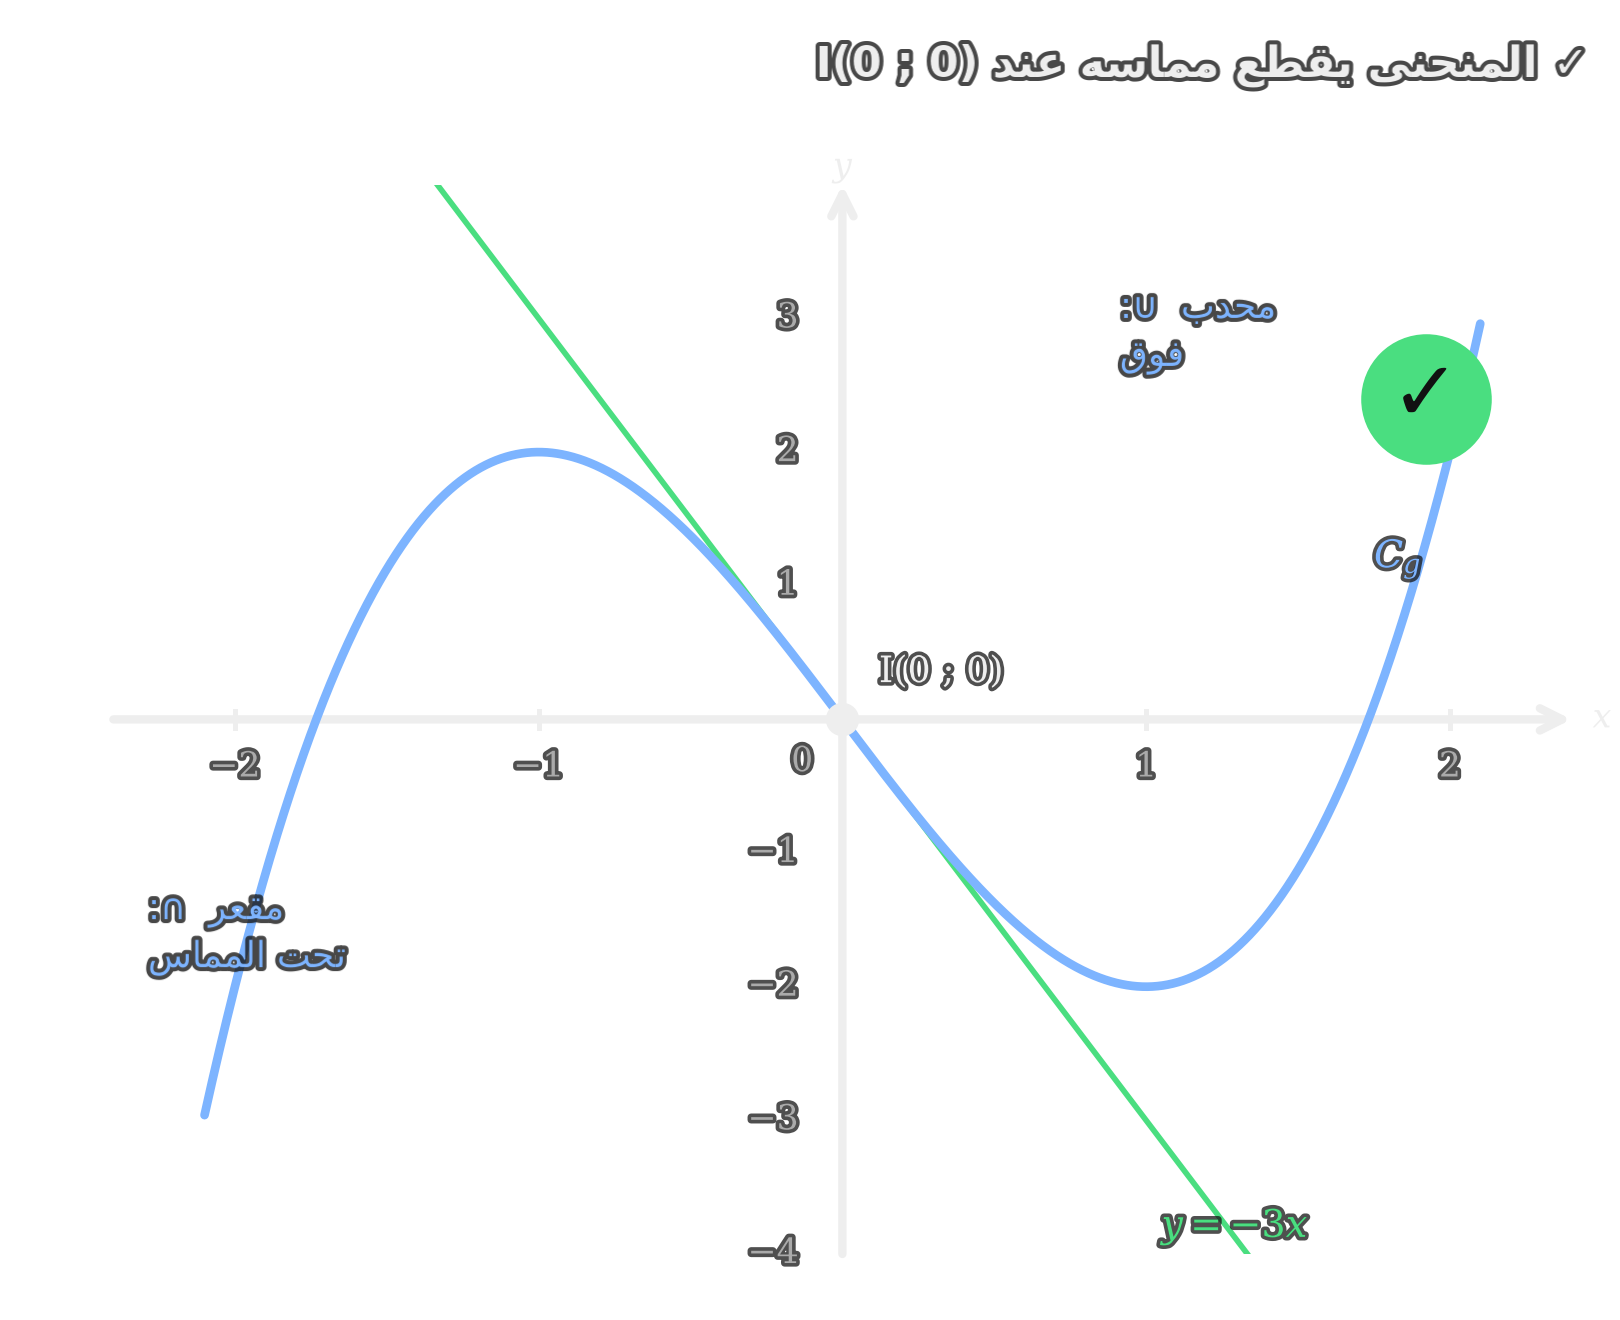 ✓ المنحنى يقطع مماسه عند I(0 ; 0)
y
محدب ∪:
فوق
3
2
1
C_g
I(0 ; 0)
x
−2
−1
0
1
2
−1
مقعر ∩:
تحت المماس
−2
−3
y = −3x
−4
✓